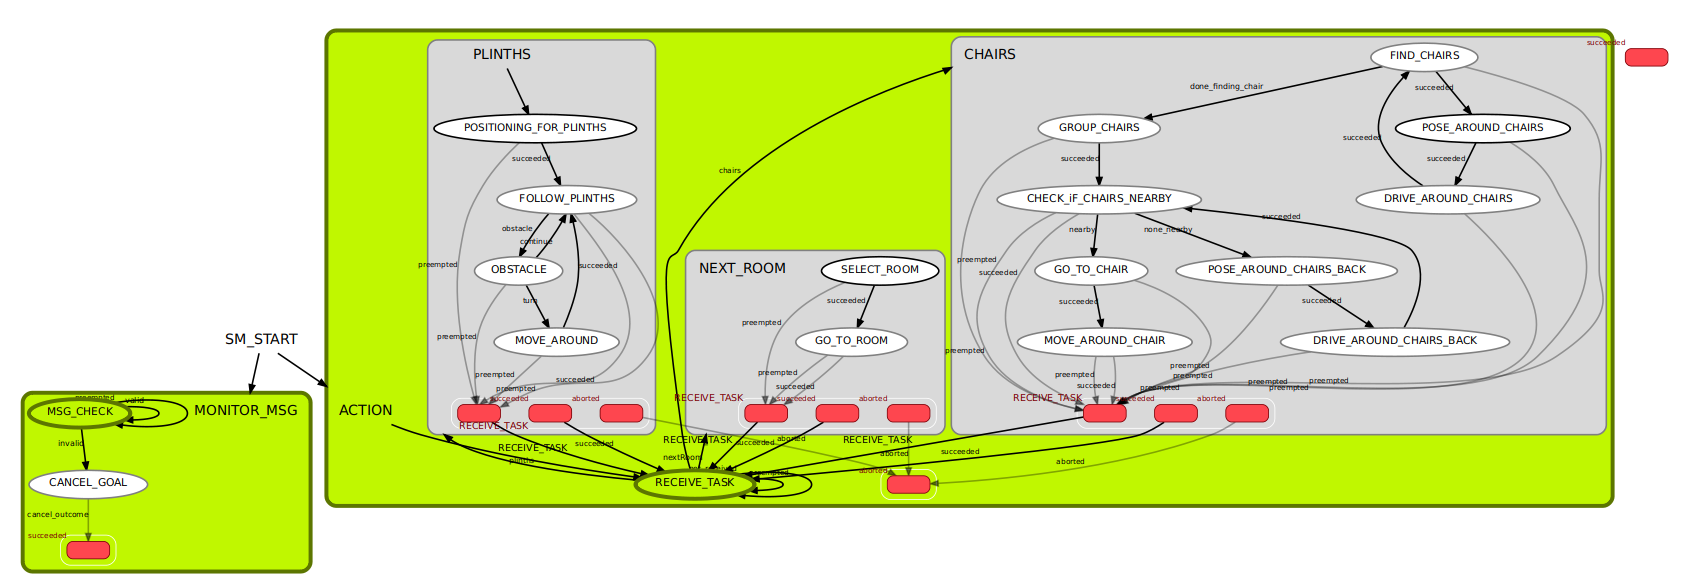 PLINTHS
CHAIRS
FIND_CHAIRS
succeeded
done_finding_chair
succeeded
POSITIONING_FOR_PLINTHS
GROUP_CHAIRS
POSE_AROUND_CHAIRS
succeeded
succeeded
succeeded
succeeded
chairs
FOLLOW_PLINTHS
CHECK_iF_CHAIRS_NEARBY
DRIVE_AROUND_CHAIRS
succeeded
obstacle
nearby
none_nearby
continue
preempted
succeeded
preempted
succeeded
OBSTACLE
NEXT_ROOM
SELECT_ROOM
GO_TO_CHAIR
POSE_AROUND_CHAIRS_BACK
turn
succeeded
succeeded
succeeded
preempted
SM_START
preempted
MOVE_AROUND
GO_TO_ROOM
MOVE_AROUND_CHAIR
DRIVE_AROUND_CHAIRS_BACK
preempted
preempted
succeeded
preempted
preempted
preempted
preempted
preempted
preempted
preempted
succeeded
succeeded
preempted
preempted
valid
succeeded
aborted
RECEIVE_TASK
aborted
RECEIVE_TASK
succeeded
aborted
MSG_CHECK
MONITOR_MSG
ACTION
RECEIVE_TASK
invalid
RECEIVE_TASK
succeeded
RECEIVE_TASK
succeeded
aborted
RECEIVE_TASK
nextRoom
aborted
succeeded
aborted
preempted
aborted
CANCEL_GOAL
RECEIVE_TASK
cancel_outcome
succeeded